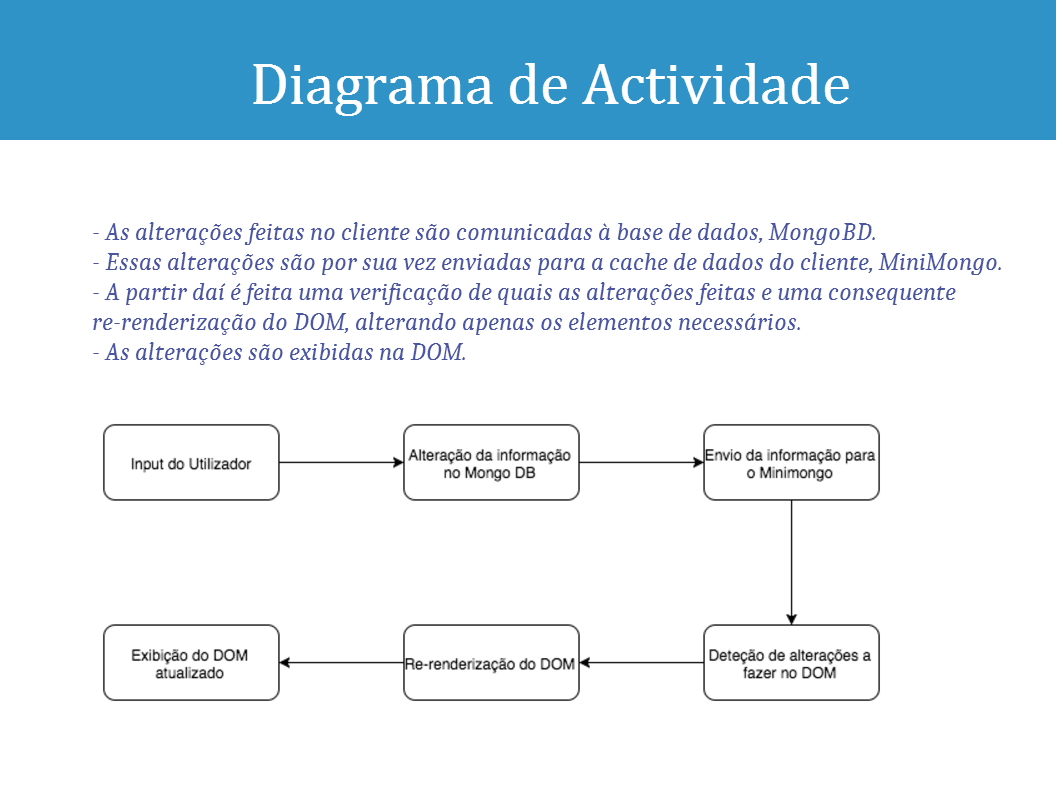 Diagrama de Actividade
- As alterações feitas no cliente são comunicadas à base de dados, MongoBD.
- Essas alterações são por sua vez enviadas para a cache de dados do cliente, MiniMongo.
- A partir daí é feita uma verificação de quais as alterações feitas e uma consequente
re-renderização do DOM, alterando apenas os elementos necessários.
- As alterações são exibidas na DOM.
Input do Utilizador
Alteração da informação
no Mongo DB
Envio da informação para
o Minimongo
Deteção de alterações a
fazer no DOM
Re-renderização do DOM
Exibição do DOM
atualizado